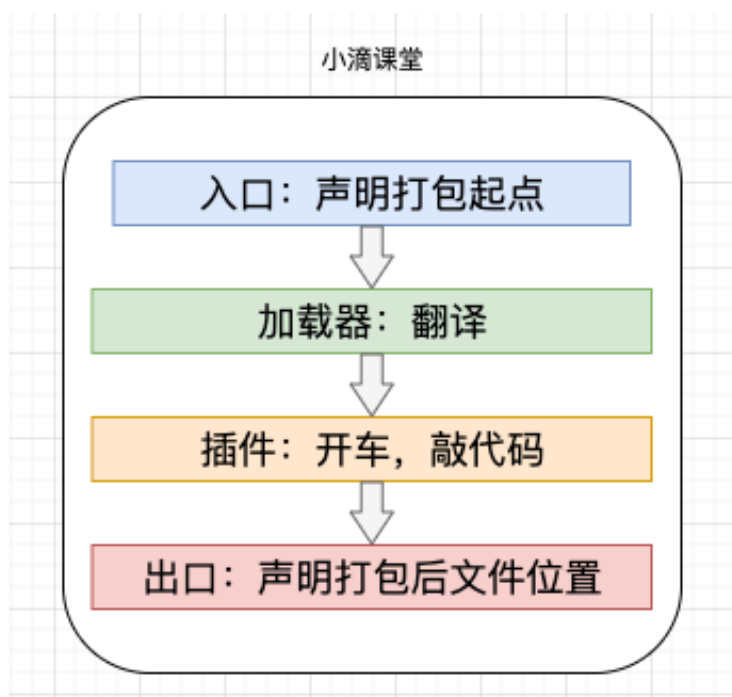 小滴课堂
入口：声明打包起点
加载器：翻译
插件：开车，敲代码
出口：声明打包后文件位置